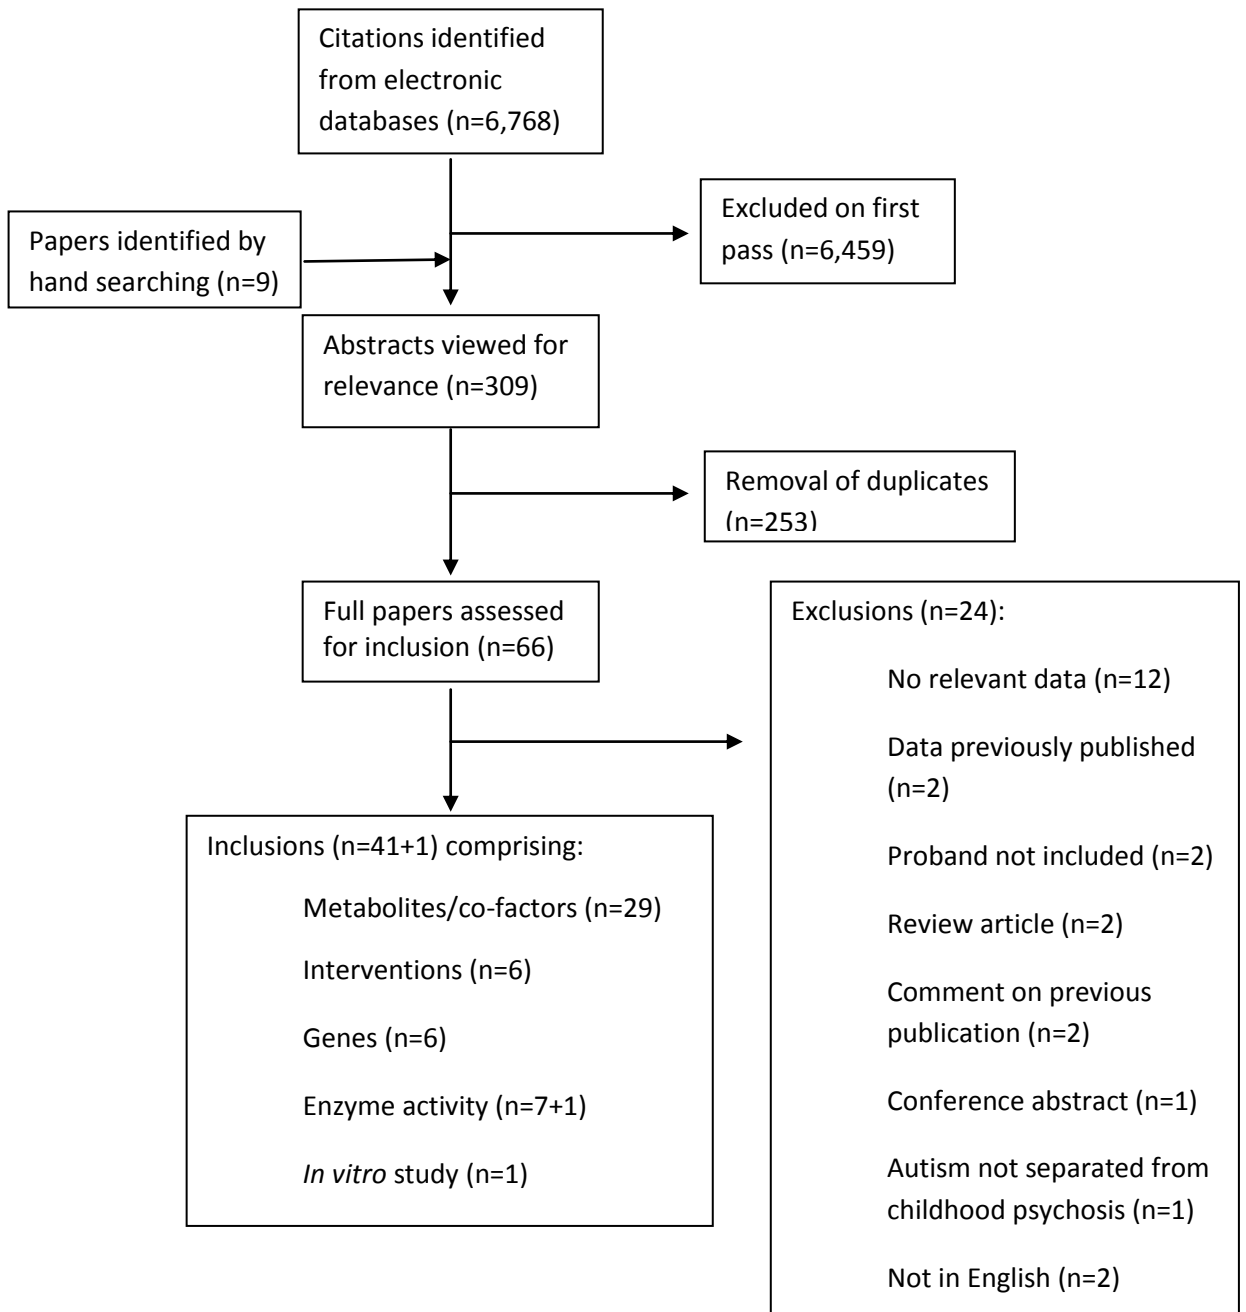 Citations identified
from electronic
databases (n=6,768)
Excluded on first
pass (n=6,459)
Papers identified by
hand searching (n=9)
Abstracts viewed for
relevance (n=309)
Removal of duplicates
(n=253)
Full papers assessed
for inclusion (n=66)
Exclusions (n=24):
No relevant data (n=12)
Data previously published
(n=2)
Proband not included (n=2)
Review article (n=2)
Comment on previous
publication (n=2)
Conference abstract (n=1)
Autism not separated from
childhood psychosis (n=1)
Not in English (n=2)
Inclusions (n=41+1) comprising:
Metabolites/co-factors (n=29)
Interventions (n=6)
Genes (n=6)
Enzyme activity (n=7+1)
In vitro study (n=1)